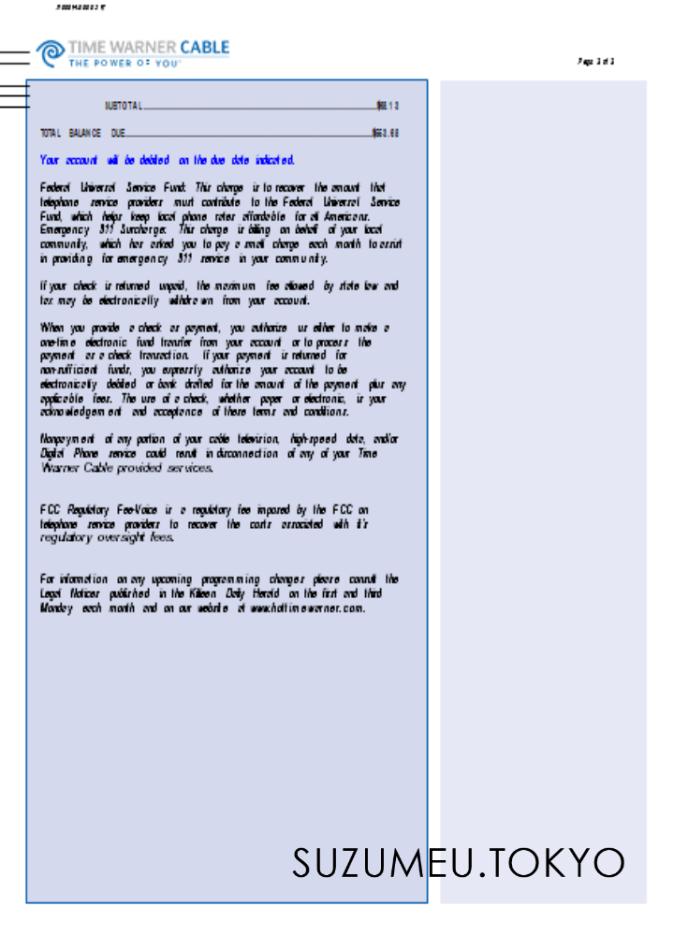 TIME WARNER CABLE
THE POWER OF YOU
Page 3 of 3
SUBTOTAL
TOTAL BALANCE DUE
Your account will be debited on the due date indicated.
Federal Universal Service Fund: This charge is to recover the amount that
telephone service providers must contribute to the Federal Universal Service
Fund, which helps keep local phone rates affordable for all Americans.
Emergency 911 Surcharge: This charge is billing on behalf of your local
community, which has asked you to pay a small charge each month to assist
in providing for emergency 911 service in your community.
If your check is returned unpaid, the maximum fee allowed by state law and
tax may be electronically withdrawn from your account.
When you provide a check as payment, you authorize us either to make a
one-time electronic fund transfer from your account or to process the
payment as a check transaction. If your payment is returned for
non-sufficient funds, you expressly authorize your account to be
electronically debited or bank drafted for the amount of the payment plus any
applicable fees. The use of a check, whether paper or electronic, is your
acknowledgement and acceptance of these terms and conditions.
Nonpayment of any portion of your cable television, high-speed data, and/or
Digital Phone service could result in disconnection of any of your Time
Warner Cable provided services.
FCC Regulatory Fee-Voice is a regulatory fee imposed by the FCC on
telephone service providers to recover the costs associated with it's
regulatory oversight fees.
For information on any upcoming programming changes please consult the
Legal Notices published in the Killeen Daily Herald on the first and third
Monday each month and on our website at www.hottimewarner.com.
SUZUMEU.TOKYO